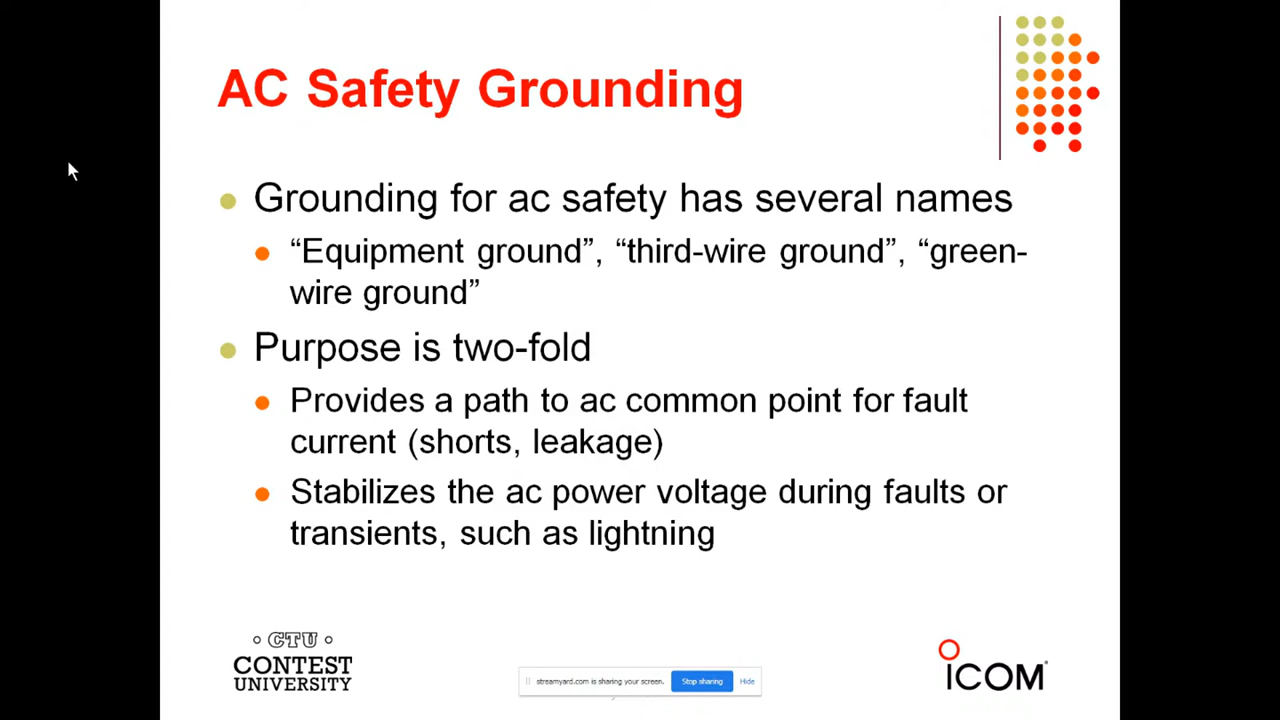 AC Safety Grounding
Grounding for ac safety has several names
“Equipment ground”, “third-wire ground”, “green-
wire ground”
Purpose is two-fold
Provides a path to ac common point for fault
current (shorts, leakage)
Stabilizes the ac power voltage during faults or
transients, such as lightning
CTU
CONTEST
UNIVERSITY
streamyard.com is sharing your screen.
Stop sharing
Hide
ICOM